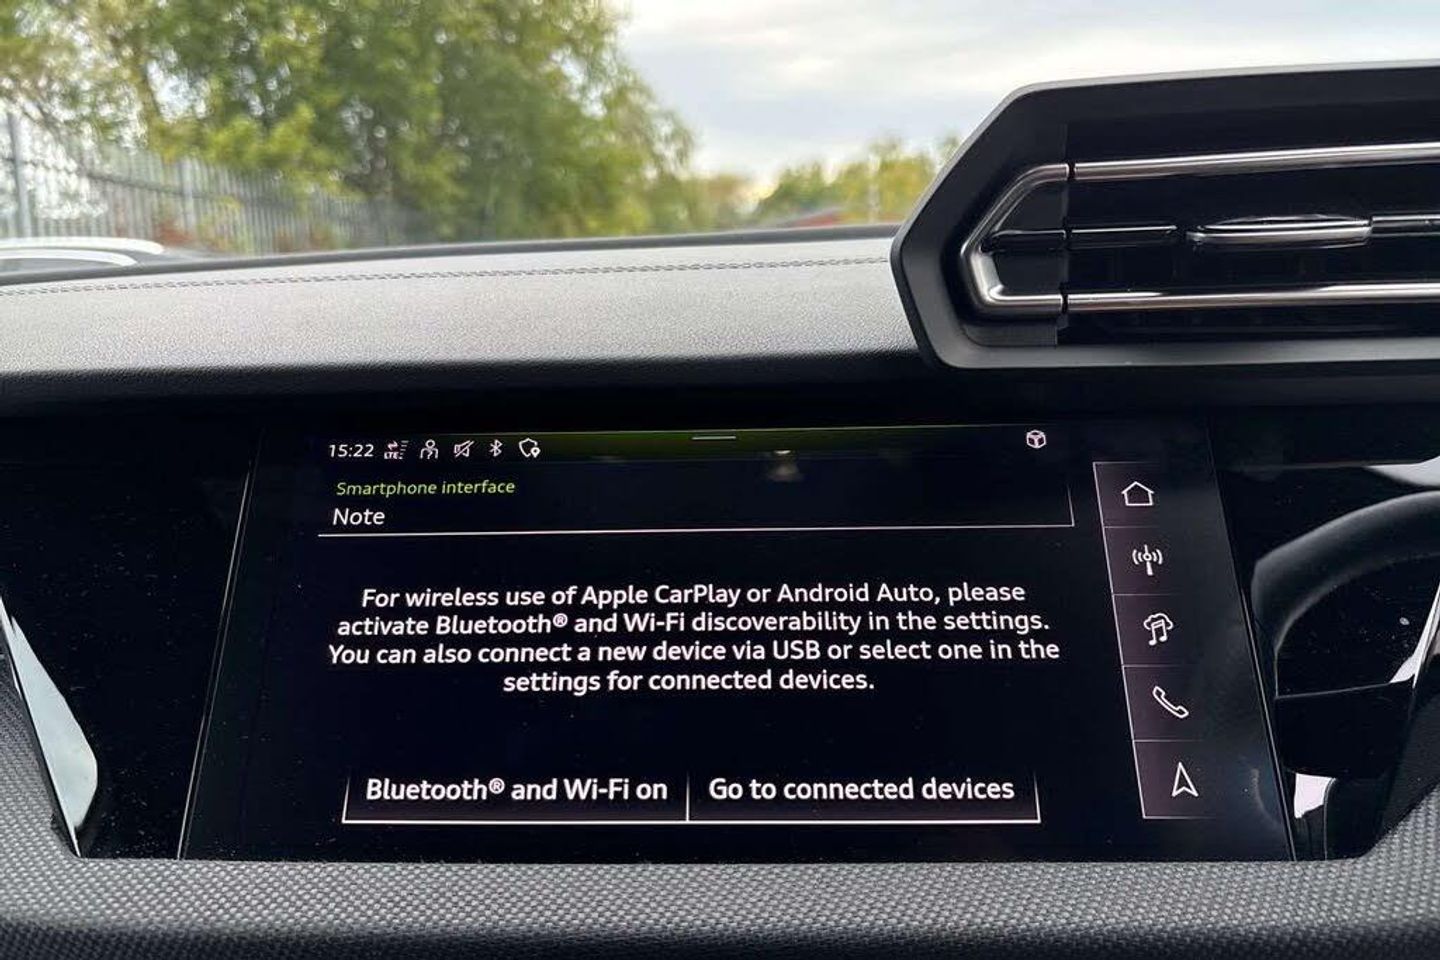 15:22 LTE
Smartphone interface
Note
For wireless use of Apple CarPlay or Android Auto, please
activate Bluetooth® and Wi-Fi discoverability in the settings.
You can also connect a new device via USB or select one in the
settings for connected devices.
Bluetooth® and Wi-Fi on
Go to connected devices